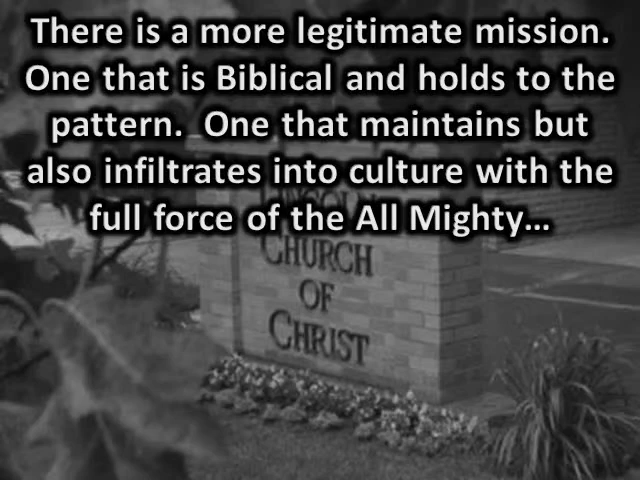 There is a more legitimate mission.
One that is Biblical and holds to the
pattern.  One that maintains but
also infiltrates into culture with the
full force of the All Mighty...
CHURCH
OF
CHRIST